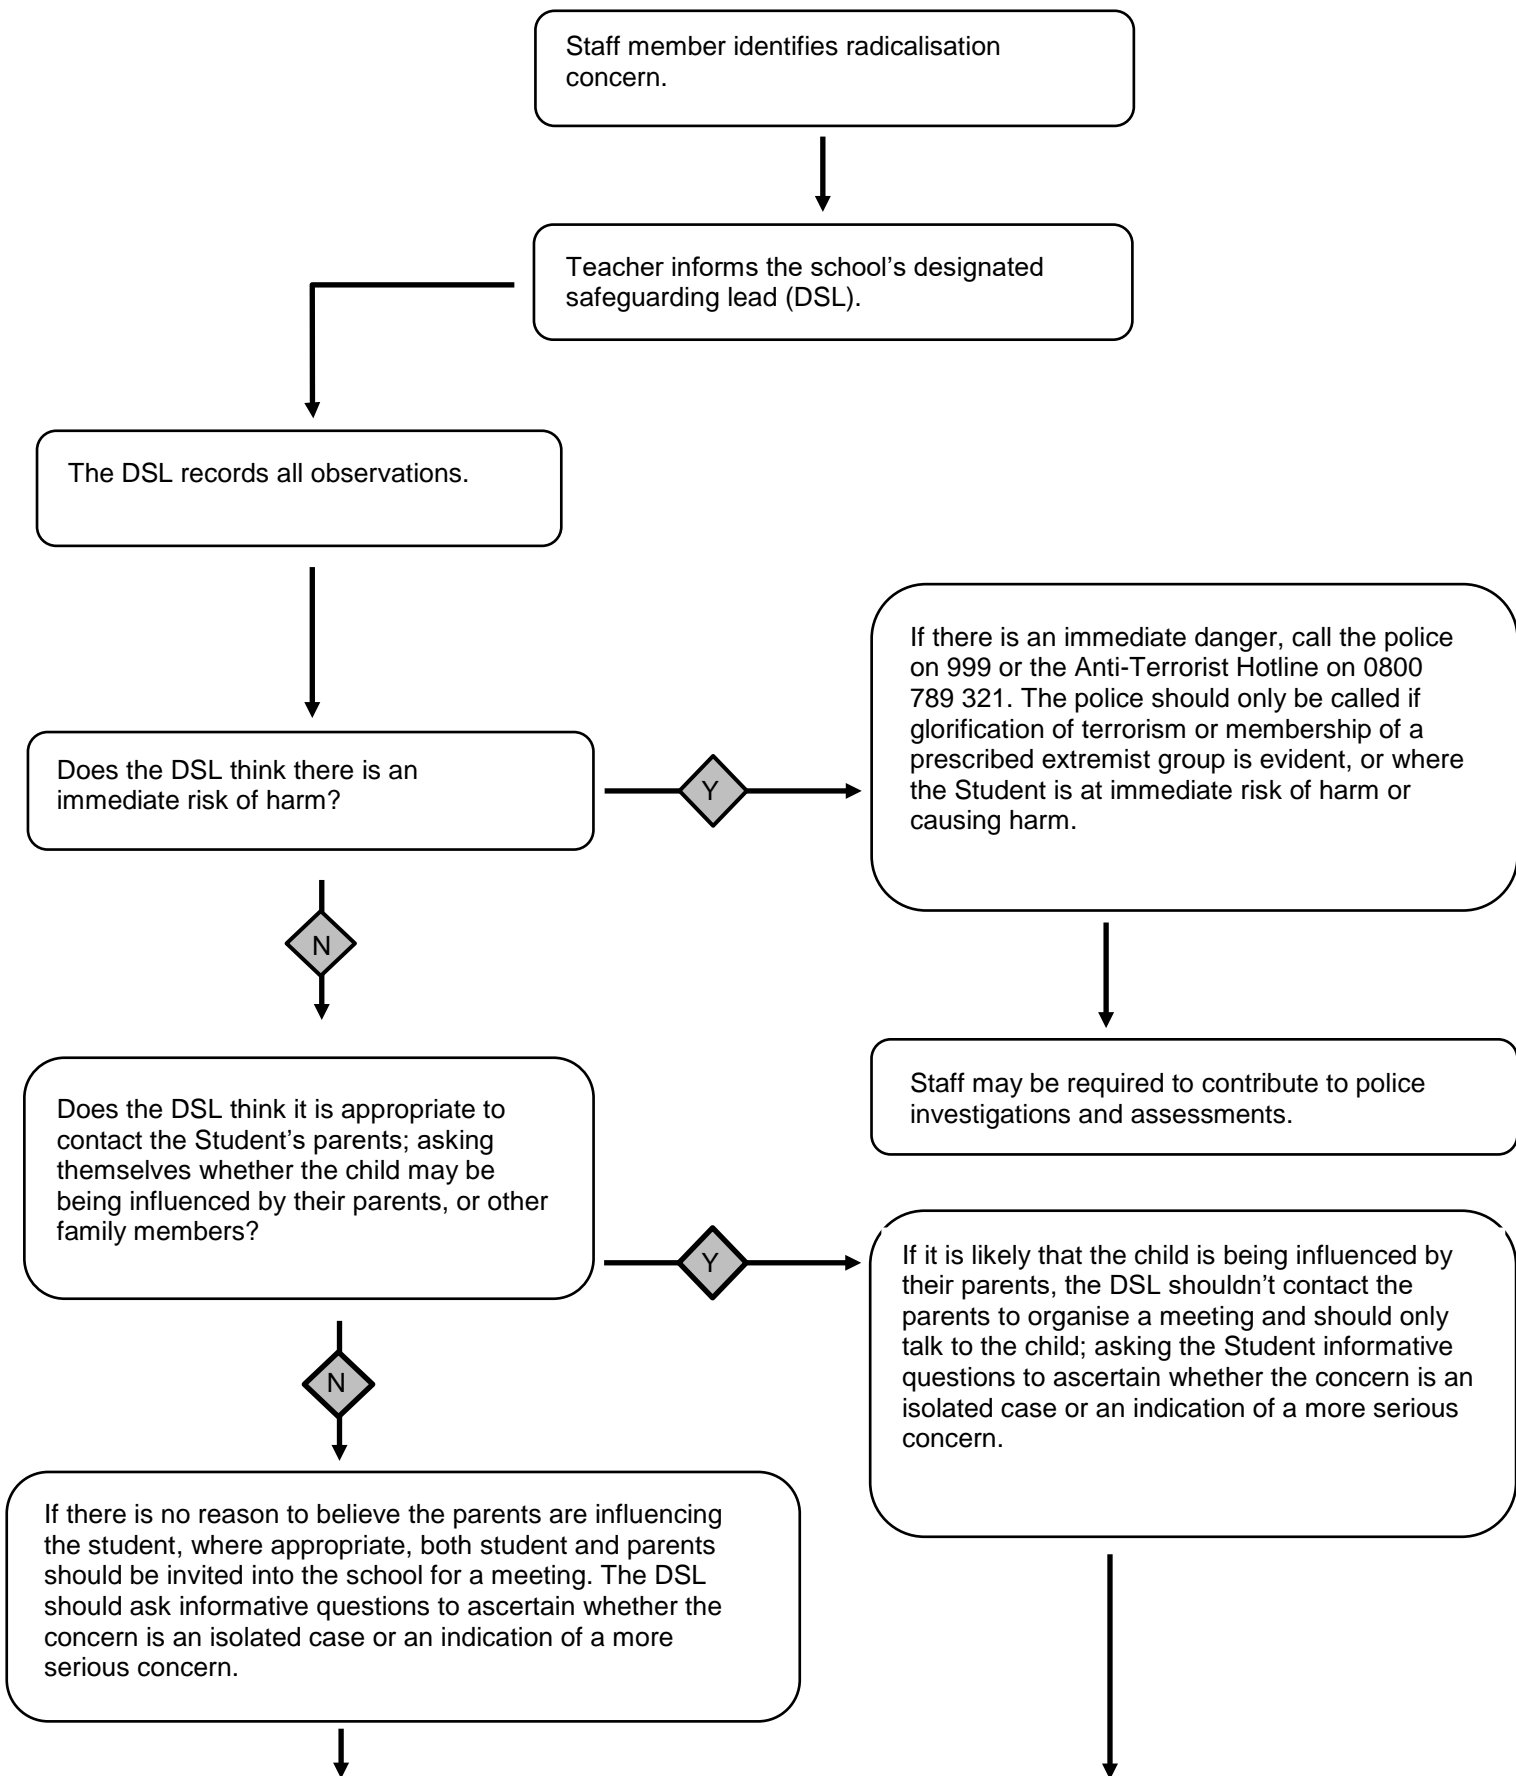 Staff member identifies radicalisation
concern.
Teacher informs the school's designated
safeguarding lead (DSL).
The DSL records all observations.
If there is an immediate danger, call the police
on 999 or the Anti-Terrorist Hotline on 0800
789 321. The police should only be called if
glorification of terrorism or membership of a
prescribed extremist group is evident, or where
the Student is at immediate risk of harm or
causing harm.
Does the DSL think there is an
immediate risk of harm?
Y
N
Staff may be required to contribute to police
investigations and assessments.
Does the DSL think it is appropriate to
contact the Student's parents; asking
themselves whether the child may be
being influenced by their parents, or other
family members?
Y
If it is likely that the child is being influenced by
their parents, the DSL shouldn't contact the
parents to organise a meeting and should only
talk to the child; asking the Student informative
questions to ascertain whether the concern is an
isolated case or an indication of a more serious
concern.
N
If there is no reason to believe the parents are influencing
the student, where appropriate, both student and parents
should be invited into the school for a meeting. The DSL
should ask informative questions to ascertain whether the
concern is an isolated case or an indication of a more
serious concern.